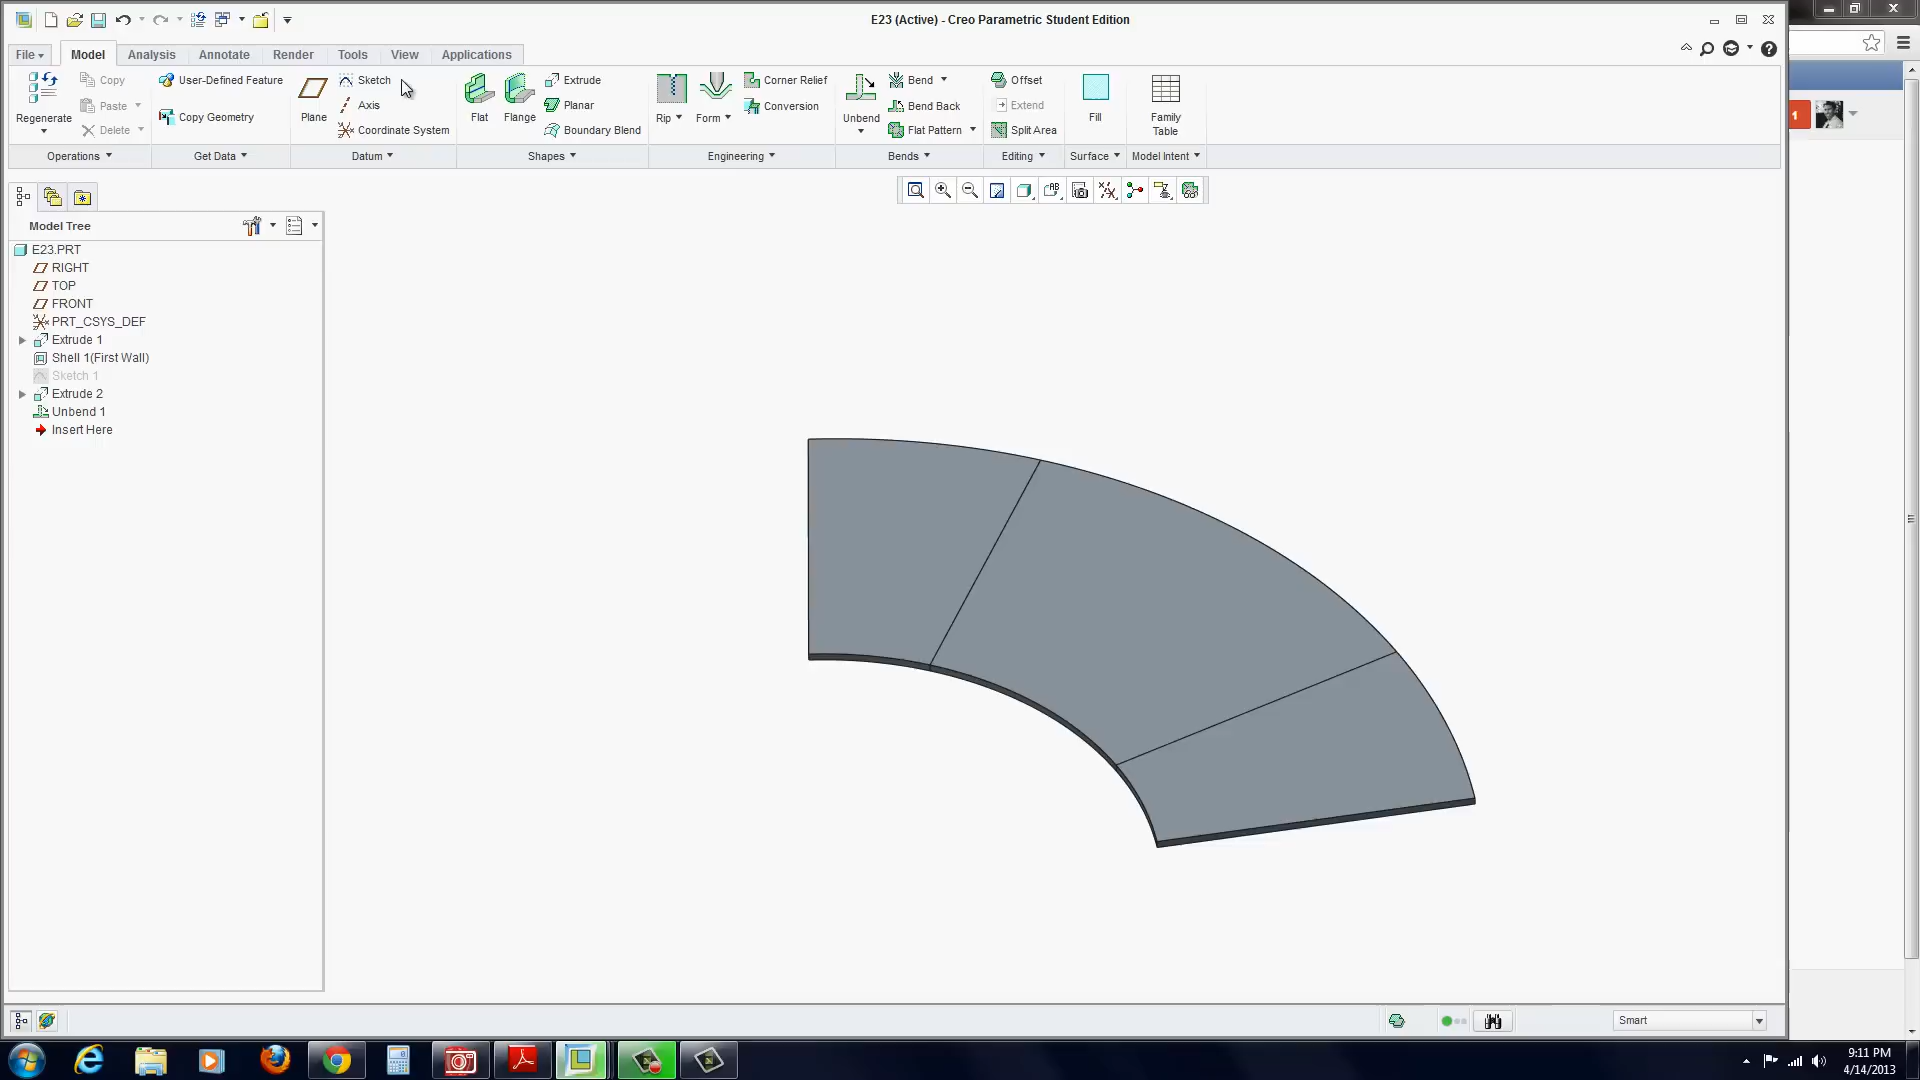 E23 (Active) - Creo Parametric Student Edition
File Model Analysis Annotate Render Tools View Applications
Regenerate
Copy
Paste
Delete
Operations
User-Defined Feature
Copy Geometry
Get Data
Plane
Sketch
Axis
Coordinate System
Datum
Flat
Flange
Extrude
Planar
Boundary Blend
Shapes
Rip
Form
Corner Relief
Conversion
Engineering
Unbend
Bend
Bend Back
Flat Pattern
Bends
Offset
Extend
Split Area
Editing
Fill
Surface
Family
Table
Model Intent
1
AB
Model Tree
E23.PRT
RIGHT
TOP
FRONT
PRT_CSYS_DEF
Extrude 1
Shell 1(First Wall)
Sketch 1
Extrude 2
Unbend 1
Insert Here
Smart
9:11 PM
4/14/2013